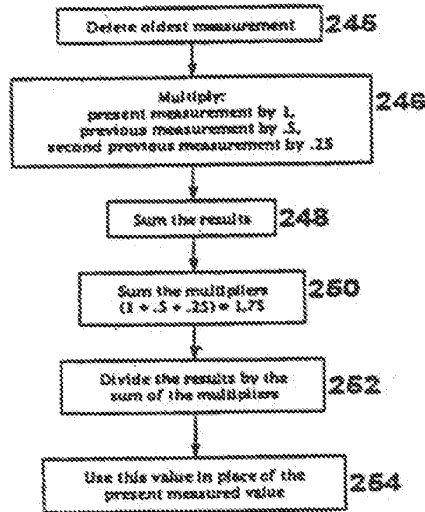 Delete oldest measurement 245
Multiply:
present measurement by 1,
previous measurement by .5,
second previous measurement by .25
246
Sum the results 248
Sum the multipliers
(1 + .5 + .25) = 1.75
250
Divide the results by the
sum of the multipliers
252
Use this value in place of the
present measured value
254